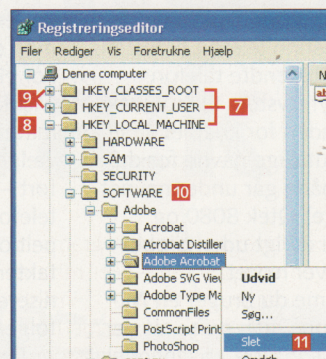 Registreringseditor
Filer Rediger Vis Foretrukne Hjælp
Denne computer
9 HKEY_CLASSES_ROOT
HKEY_CURRENT_USER 7
8 HKEY_LOCAL_MACHINE
HARDWARE
SAM
SECURITY
SOFTWARE 10
Adobe
Acrobat
Acrobat Distiller
Adobe Acrobat
Adobe SVG View
Adobe Type Ma
CommonFiles
PostScript Print
PhotoShop
Udvid
Ny
Søg...
Slet 11